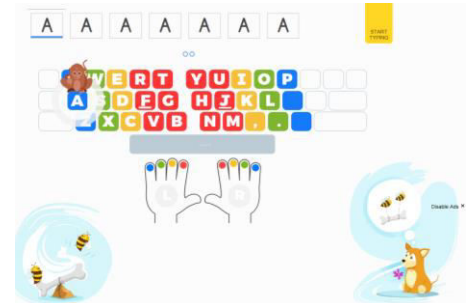 A A A A A A A
START
TYPING
W E R T Y U I O P
A S D F G H J K L
Z X C V B N M , .
L R
Disable Ads ×